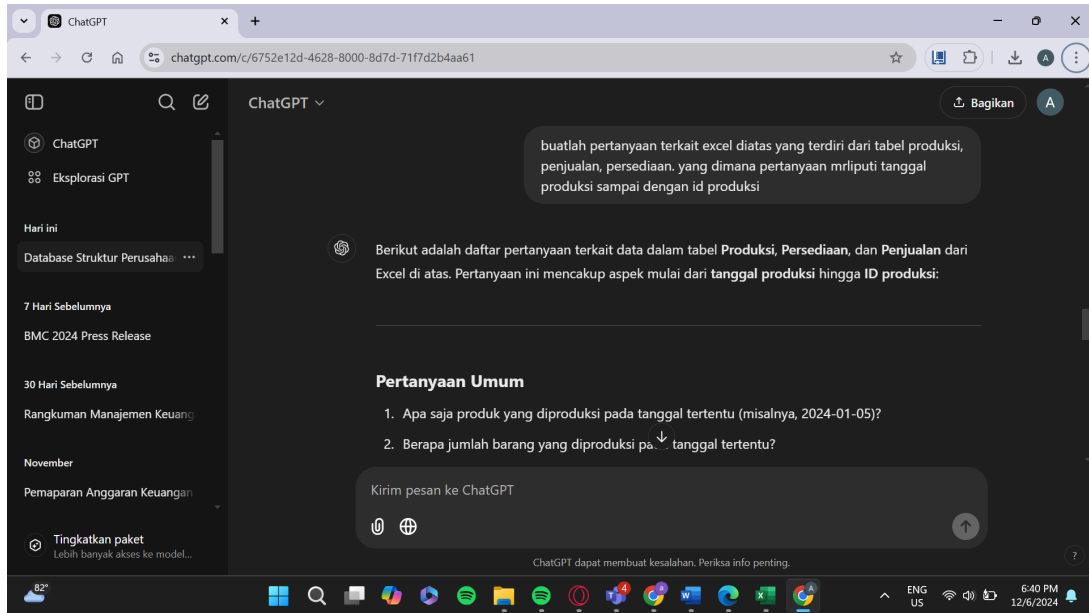 ChatGPT
chatgpt.com/c/6752e12d-4628-8000-8d7d-71f7d2b4aa61
A
ChatGPT
Bagikan
A
ChatGPT
Eksplorasi GPT
Hari ini
Database Struktur Perusahaa
7 Hari Sebelumnya
BMC 2024 Press Release
30 Hari Sebelumnya
Rangkuman Manajemen Keuang
November
Pemaparan Anggaran Keuangan
Tingkatkan paket
Lebih banyak akses ke model...
buatlah pertanyaan terkait excel diatas yang terdiri dari tabel produksi,
penjualan, persediaan. yang dimana pertanyaan mrliputi tanggal
produksi sampai dengan id produksi
Berikut adalah daftar pertanyaan terkait data dalam tabel Produksi, Persediaan, dan Penjualan dari
Excel di atas. Pertanyaan ini mencakup aspek mulai dari tanggal produksi hingga ID produksi:
Pertanyaan Umum
1. Apa saja produk yang diproduksi pada tanggal tertentu (misalnya, 2024-01-05)?
2. Berapa jumlah barang yang diproduksi tanggal tertentu?
Kirim pesan ke ChatGPT
ChatGPT dapat membuat kesalahan. Periksa info penting.
?
82°
4
ENG
US
6:40 PM
12/6/2024